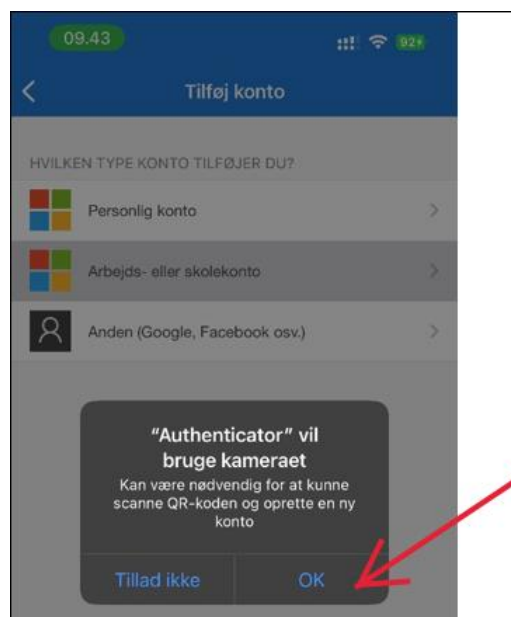 09.43
92+
Tilføj konto
HVILKEN TYPE KONTO TILFØJER DU?
Personlig konto
Arbejds- eller skolekonto
Anden (Google, Facebook osv.)
“Authenticator” vil
bruge kameraet
Kan være nødvendig for at kunne
scanne QR-koden og oprette en ny
konto
Tillad ikke
OK